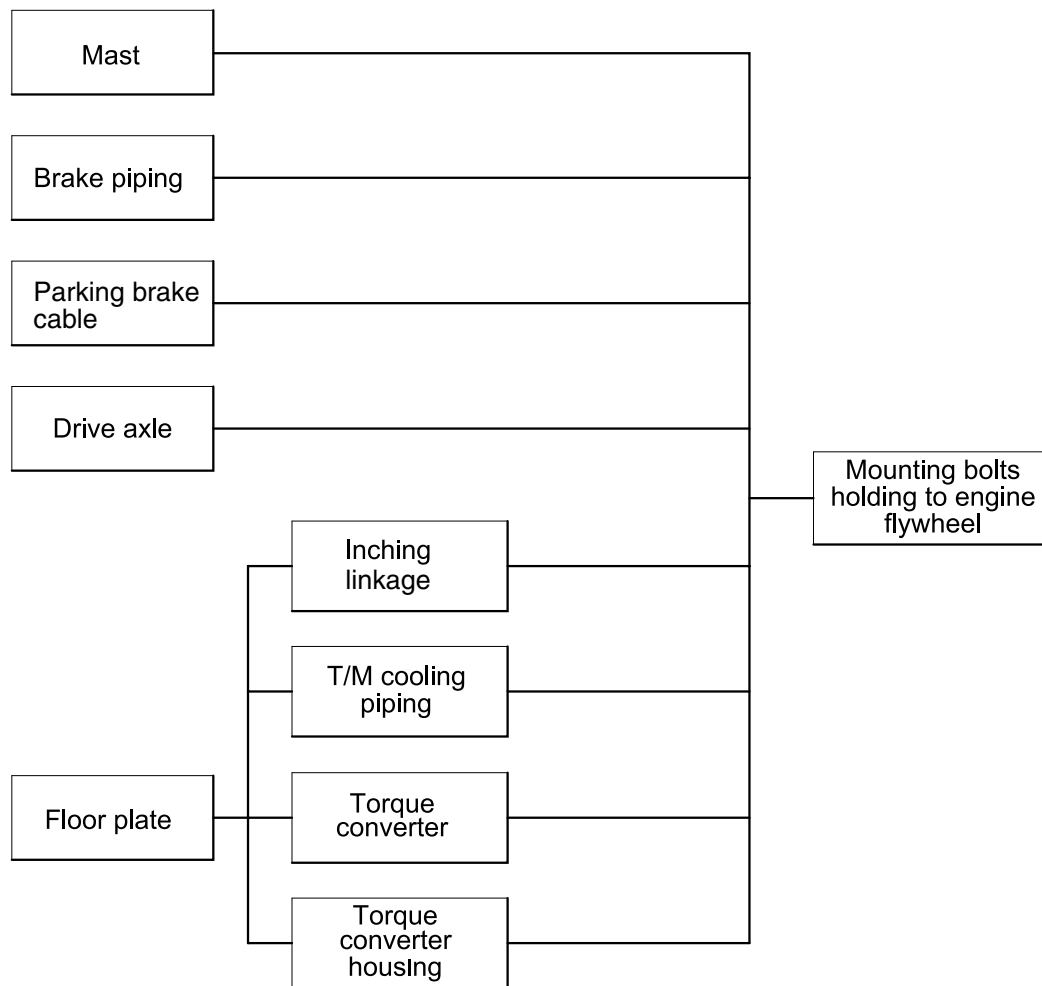 Mast
Brake piping
Parking brake
cable
Drive axle
Mounting bolts
holding to engine
flywheel
Inching
linkage
T/M cooling
piping
Floor plate
Torque
converter
Torque
converter
housing